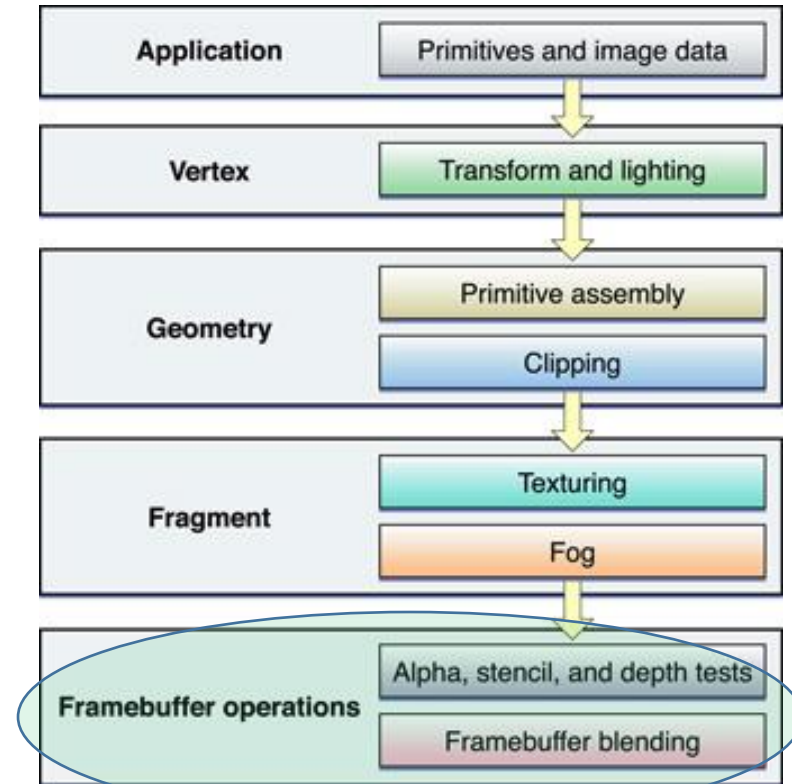 Application
Primitives and image data
Vertex
Transform and lighting
Geometry
Primitive assembly
Clipping
Fragment
Texturing
Fog
Framebuffer operations
Alpha, stencil, and depth tests
Framebuffer blending